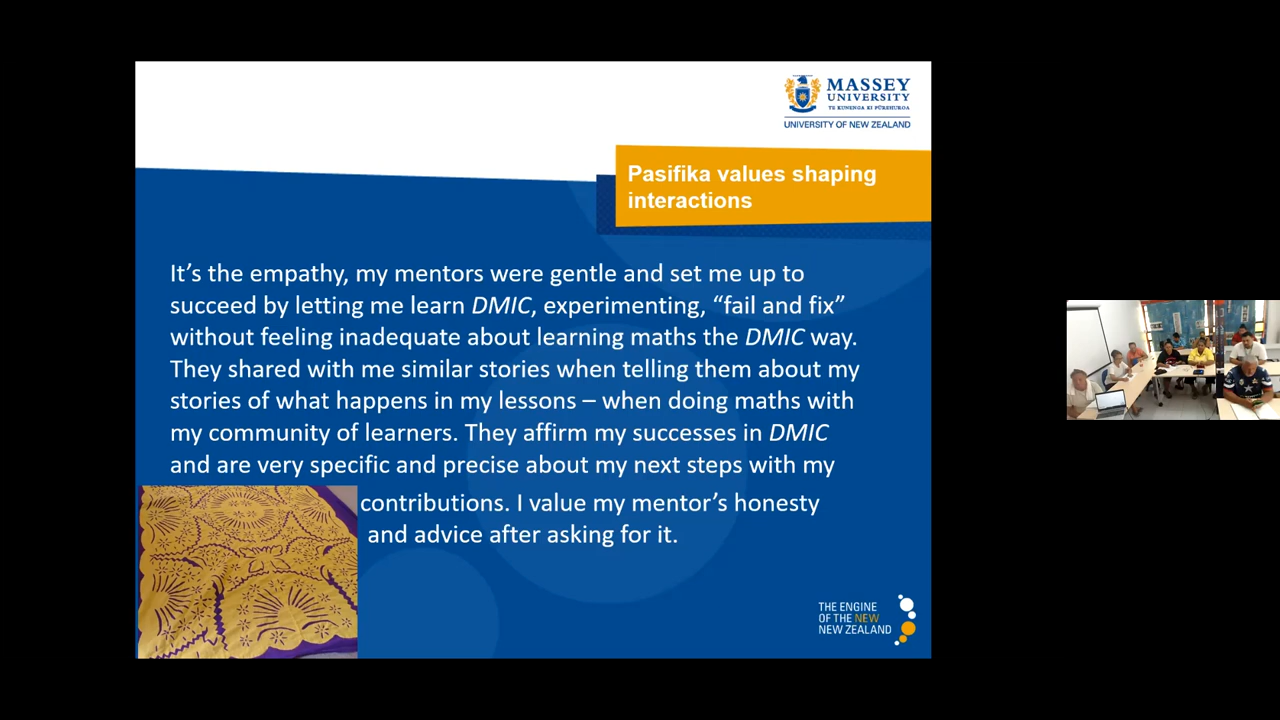 MASSEY
UNIVERSITY
TE KUNENGA KI PŪREHUROA
UNIVERSITY OF NEW ZEALAND
Pasifika values shaping
interactions
It’s the empathy, my mentors were gentle and set me up to
succeed by letting me learn DMIC, experimenting, “fail and fix”
without feeling inadequate about learning maths the DMIC way.
They shared with me similar stories when telling them about my
stories of what happens in my lessons – when doing maths with
my community of learners. They affirm my successes in DMIC
and are very specific and precise about my next steps with my
contributions. I value my mentor’s honesty
and advice after asking for it.
THE ENGINE
OF THE NEW
NEW ZEALAND